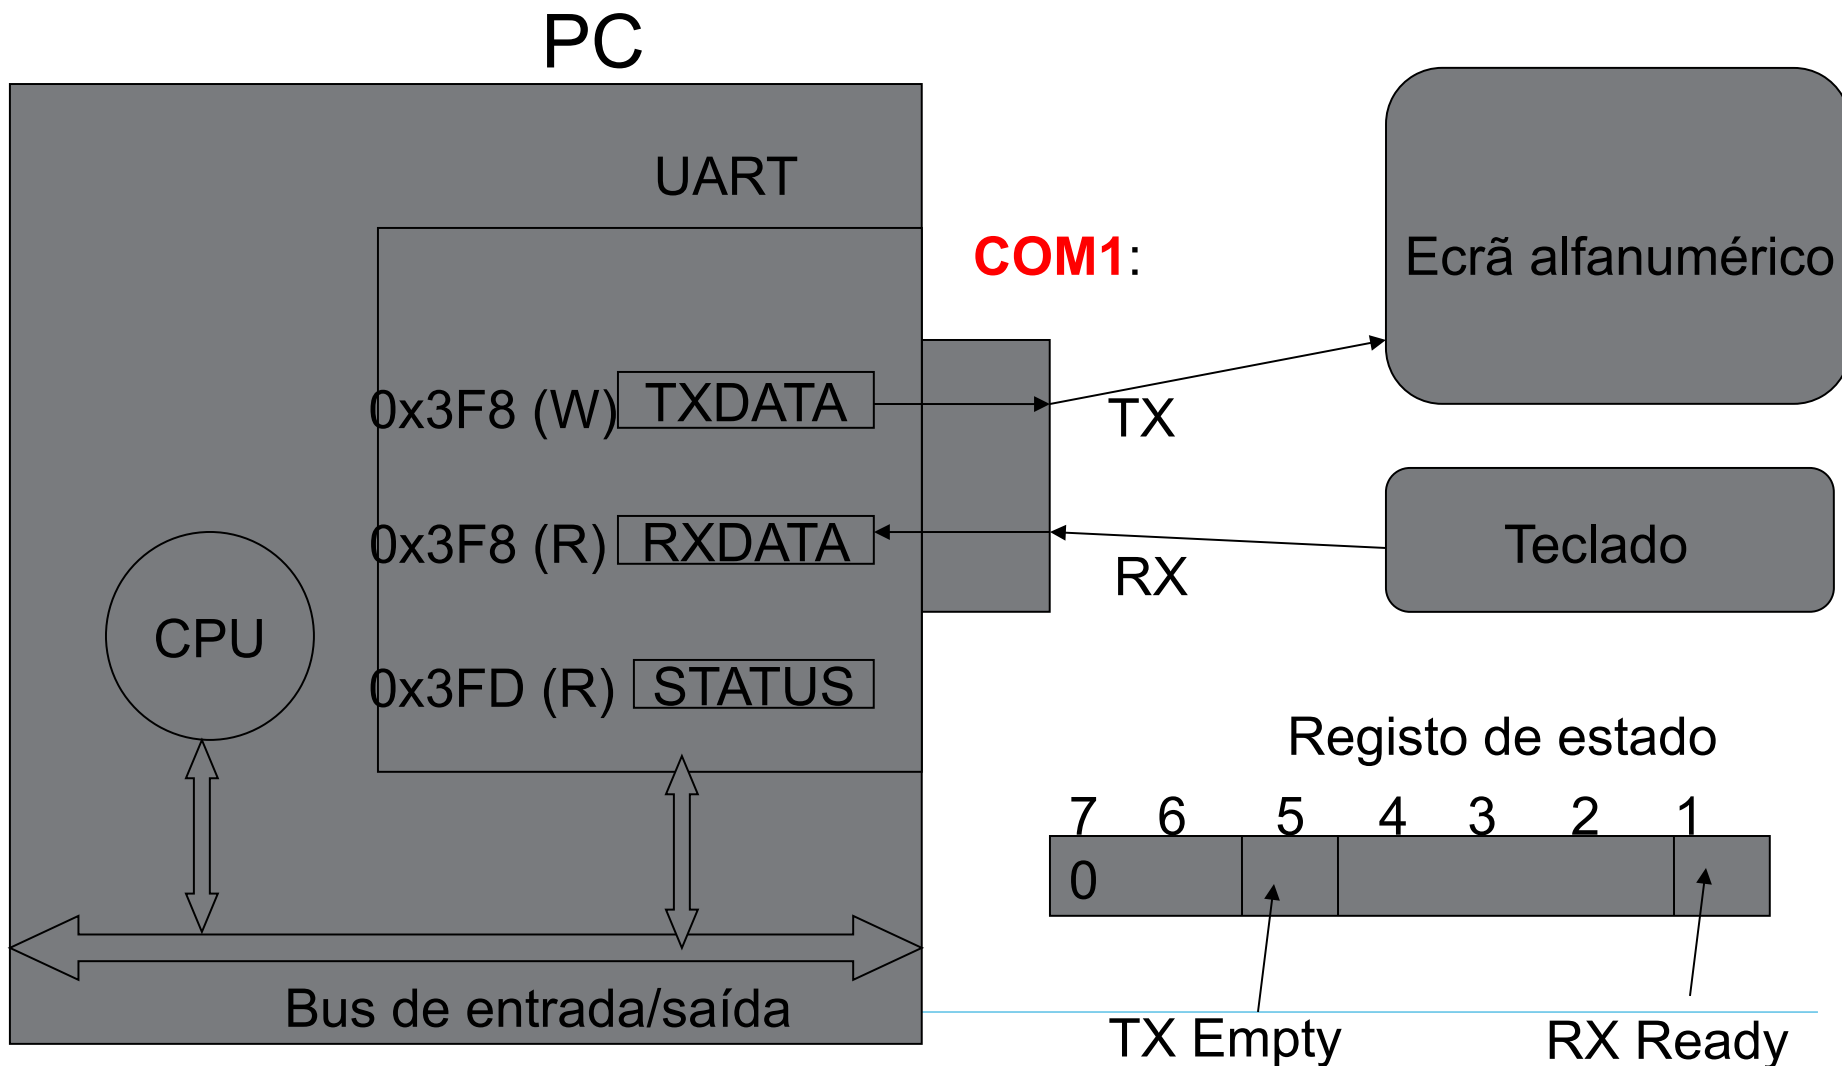 PC
UART
COM1:
Ecrã alfanumérico
0x3F8 (W) TXDATA
TX
0x3F8 (R) RXDATA
RX
Teclado
CPU
0x3FD (R) STATUS
Registo de estado
7 6 5 4 3 2 1
0
Bus de entrada/saída
TX Empty
RX Ready